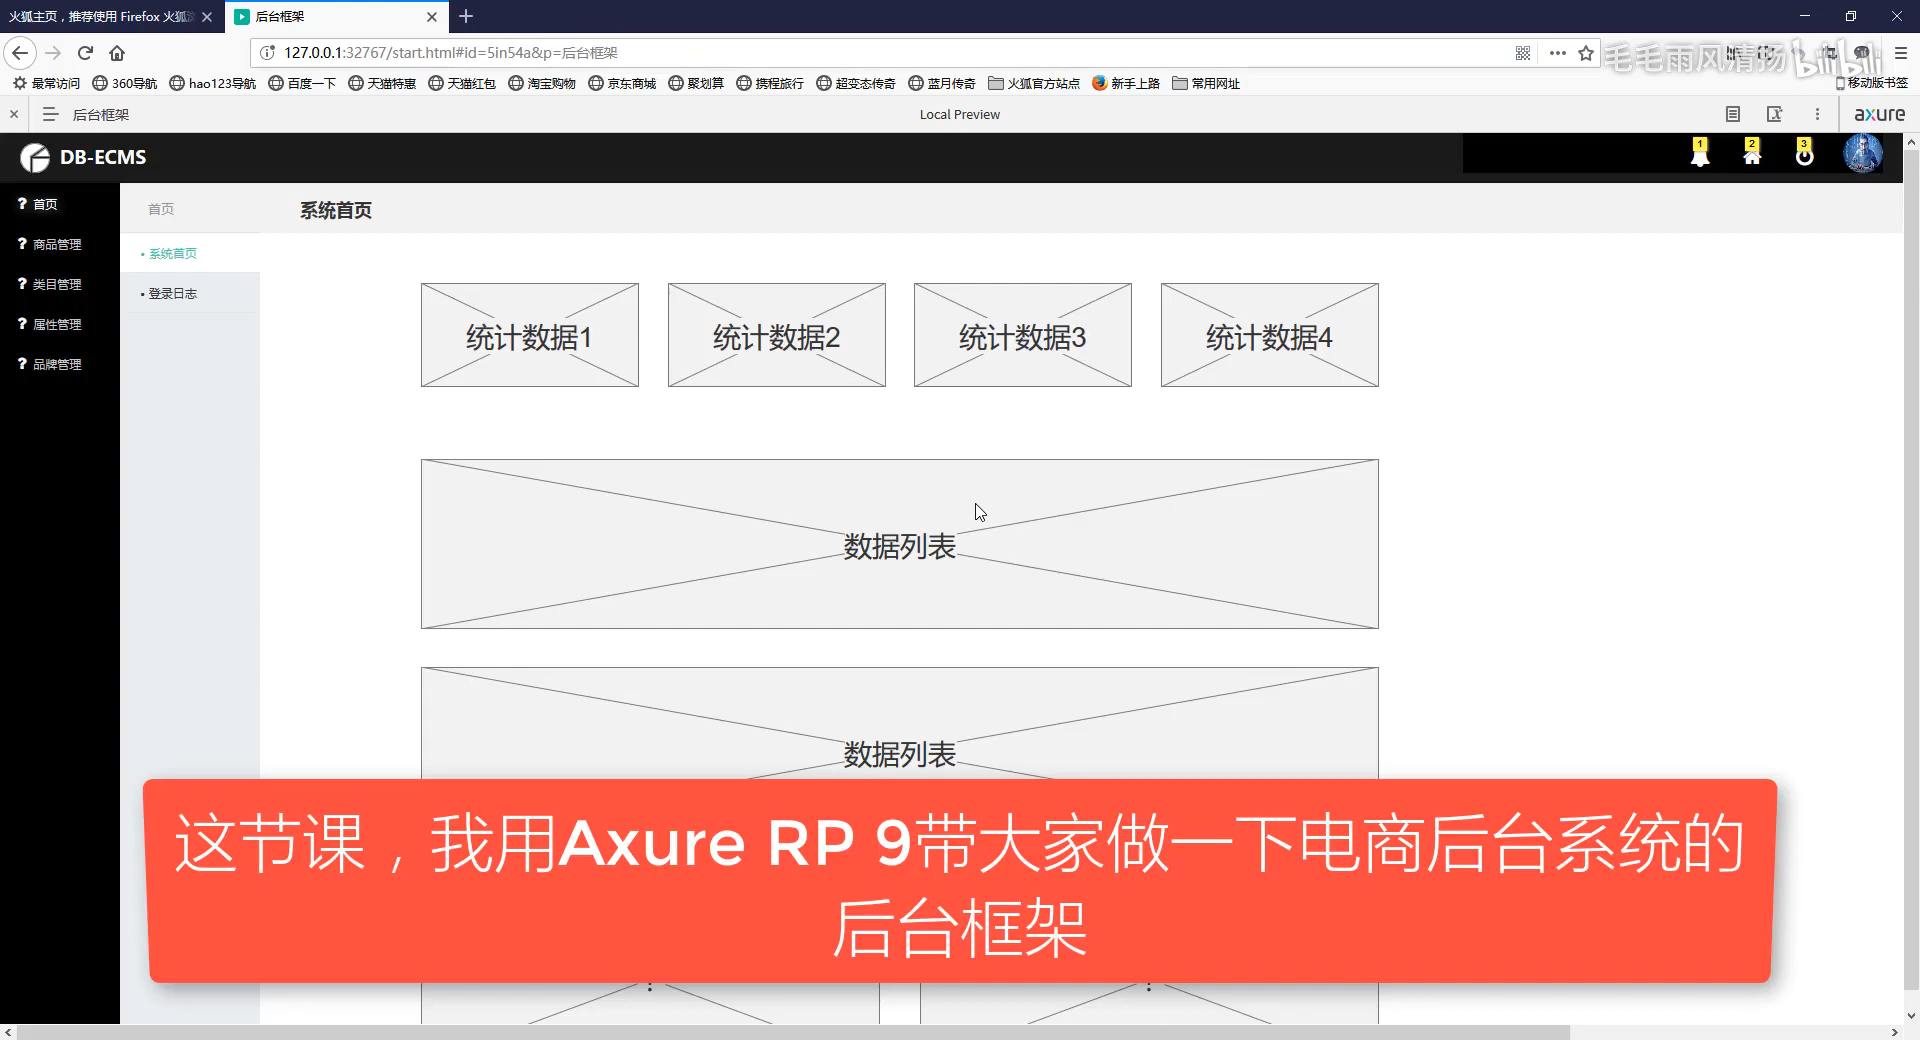 火狐主页，推荐使用 Firefox 火狐
后台框架
127.0.0.1:32767/start.html#id=5in54a&p=后台框架
毛毛雨风清扬 bilibili
最常访问 360导航 hao123导航 百度一下 天猫特惠 天猫红包 淘宝购物 京东商城 聚划算 携程旅行 超变态传奇 蓝月传奇 火狐官方站点 新手上路 常用网址 移动版书签
后台框架 Local Preview axure
DB-ECMS 1 2 3
首页
商品管理
类目管理
属性管理
品牌管理
首页
系统首页
登录日志
系统首页
统计数据1 统计数据2 统计数据3 统计数据4
数据列表
数据列表
这节课，我用Axure RP 9带大家做一下电商后台系统的
后台框架